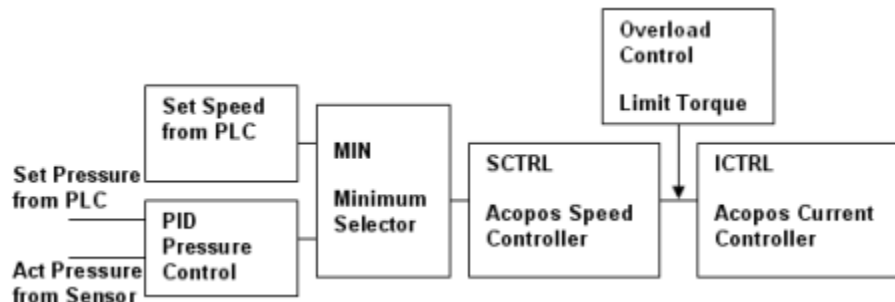 Overload
Control
Limit Torque
Set Speed
from PLC
MIN
Minimum
Selector
SCTRL
Acopos Speed
Controller
ICTRL
Acopos Current
Controller
Set Pressure
from PLC
PID
Pressure
Control
Act Pressure
from Sensor